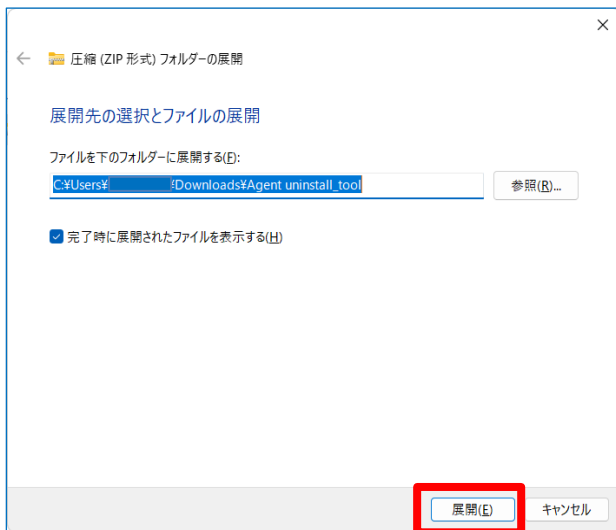 圧縮 (ZIP 形式) フォルダーの展開
展開先の選択とファイルの展開
ファイルを下のフォルダーに展開する(F):
C:¥Users¥ ¥Downloads¥Agent uninstall_tool
参照(R)...
完了時に展開されたファイルを表示する(H)
展開(E)
キャンセル